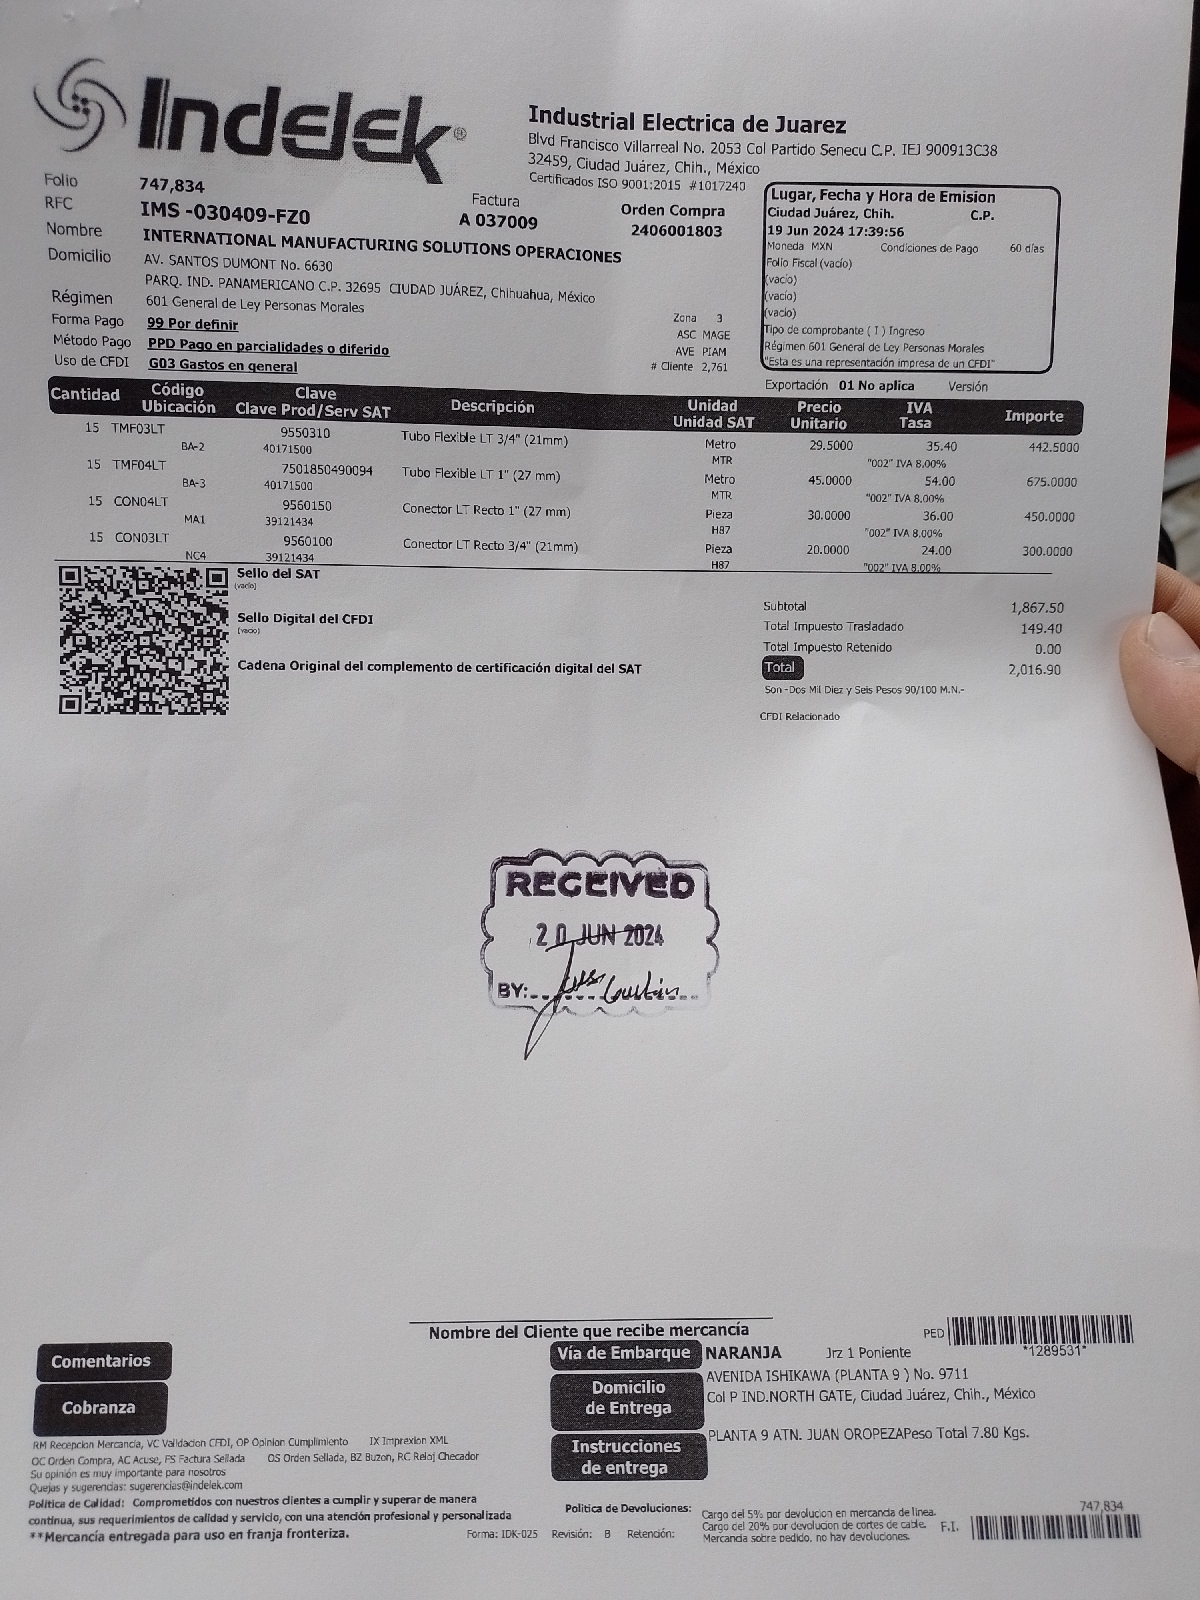 Indelek®
Industrial Electrica de Juarez
Blvd Francisco Villarreal No. 2053 Col Partido Senecu C.P. IEJ 900913C38
32459, Ciudad Juárez, Chih., México
Certificados ISO 9001:2015 #1017240
Folio 747,834
RFC IMS -030409-FZ0
Factura
A 037009
Orden Compra
2406001803
Nombre INTERNATIONAL MANUFACTURING SOLUTIONS OPERACIONES
Domicilio AV. SANTOS DUMONT No. 6630
PARQ. IND. PANAMERICANO C.P. 32695 CIUDAD JUÁREZ, Chihuahua, México
Régimen 601 General de Ley Personas Morales
Forma Pago 99 Por definir
Método Pago PPD Pago en parcialidades o diferido
Uso de CFDI G03 Gastos en general
Zona 3
ASC MAGE
AVE PIAM
# Cliente 2,761
Lugar, Fecha y Hora de Emision
Ciudad Juárez, Chih. C.P.
19 Jun 2024 17:39:56
Moneda MXN Condiciones de Pago 60 días
Folio Fiscal (vacío)
(vacío)
(vacío)
(vacío)
Tipo de comprobante ( I ) Ingreso
Régimen 601 General de Ley Personas Morales
"Esta es una representación impresa de un CFDI"
Exportación 01 No aplica Versión
Cantidad Código Clave Descripción Unidad Precio IVA Importe
Ubicación Clave Prod/Serv SAT Unidad SAT Unitario Tasa
15 TMF03LT 9550310 Tubo Flexible LT 3/4" (21mm) Metro 29.5000 35.40 442.5000
BA-2 40171500 MTR "002" IVA 8.00%
15 TMF04LT 7501850490094 Tubo Flexible LT 1" (27 mm) Metro 45.0000 54.00 675.0000
BA-3 40171500 MTR "002" IVA 8.00%
15 CON04LT 9560150 Conector LT Recto 1" (27 mm) Pieza 30.0000 36.00 450.0000
MA1 39121434 H87 "002" IVA 8.00%
15 CON03LT 9560100 Conector LT Recto 3/4" (21mm) Pieza 20.0000 24.00 300.0000
NC4 39121434 H87 "002" IVA 8.00%
Sello del SAT
(vacío)
Sello Digital del CFDI
(vacío)
Cadena Original del complemento de certificación digital del SAT
Subtotal 1,867.50
Total Impuesto Trasladado 149.40
Total Impuesto Retenido 0.00
Total 2,016.90
Son -Dos Mil Diez y Seis Pesos 90/100 M.N.-
CFDI Relacionado
RECEIVED
20 JUN 2024
BY:
Nombre del Cliente que recibe mercancía
PED *1289531*
Comentarios
Cobranza
Vía de Embarque NARANJA Jrz 1 Poniente
Domicilio de Entrega
AVENIDA ISHIKAWA (PLANTA 9 ) No. 9711
Col P IND.NORTH GATE, Ciudad Juárez, Chih., México
Instrucciones de entrega
PLANTA 9 ATN. JUAN OROPEZAPeso Total 7.80 Kgs.
RM Recepcion Mercancia, VC Validacion CFDI, OP Opinion Cumplimiento IX Imprexion XML
OC Orden Compra, AC Acuse, FS Factura Sellada OS Orden Sellada, BZ Buzon, RC Reloj Checador
Su opinión es muy importante para nosotros
Quejas y sugerencias: sugerencias@indelek.com
Política de Calidad: Comprometidos con nuestros clientes a cumplir y superar de manera
continua, sus requerimientos de calidad y servicio, con una atención profesional y personalizada
**Mercancía entregada para uso en franja fronteriza.
Forma: IDK-025 Revisión: B Retención:
Politica de Devoluciones:
Cargo del 5% por devolucion en mercancia de linea.
Cargo del 20% por devolucion de cortes de cable.
Mercancia sobre pedido, no hay devoluciones.
F.I. 747,834